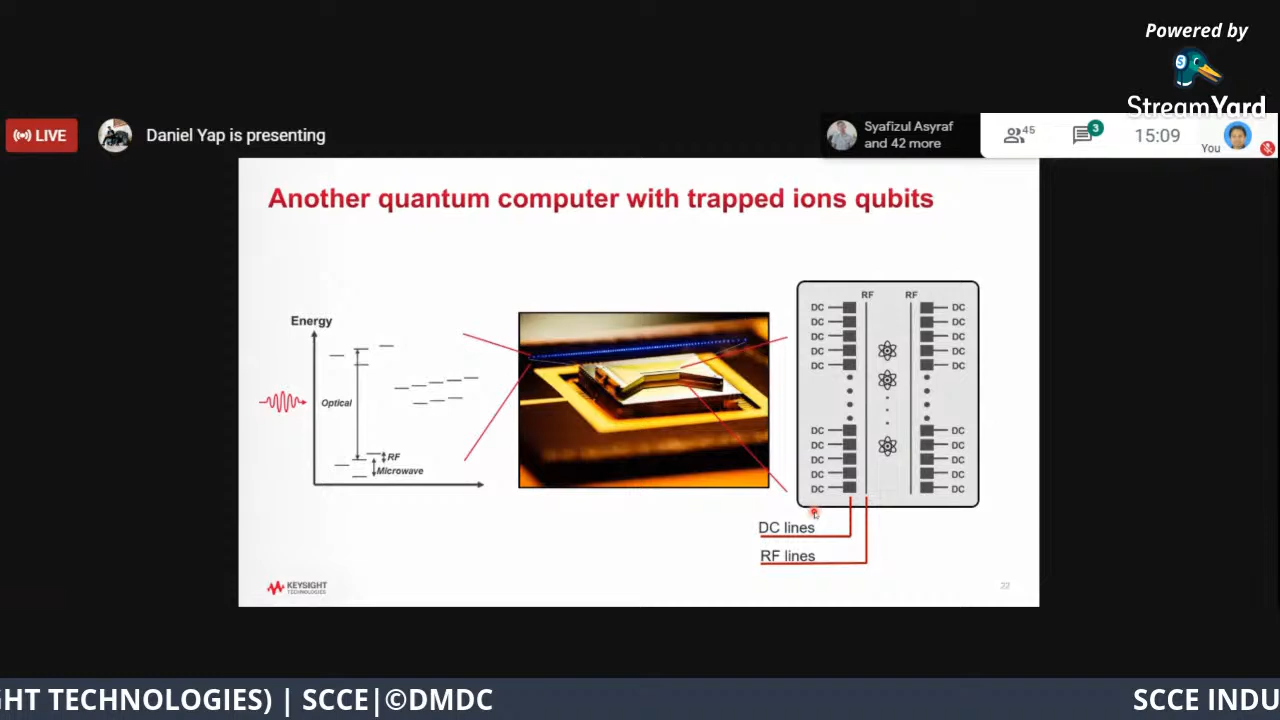 Powered by
S
StreamYard
LIVE
Daniel Yap is presenting
Syafizul Asyraf
and 42 more
45
3
15:09
You
Another quantum computer with trapped ions qubits
Energy
Optical
RF
Microwave
RF RF
DC DC
DC DC
DC DC
DC DC
DC DC
DC DC
DC DC
DC DC
DC DC
DC DC
DC lines
RF lines
KEYSIGHT
TECHNOLOGIES
22
GHT TECHNOLOGIES) | SCCE|©DMDC SCCE INDU